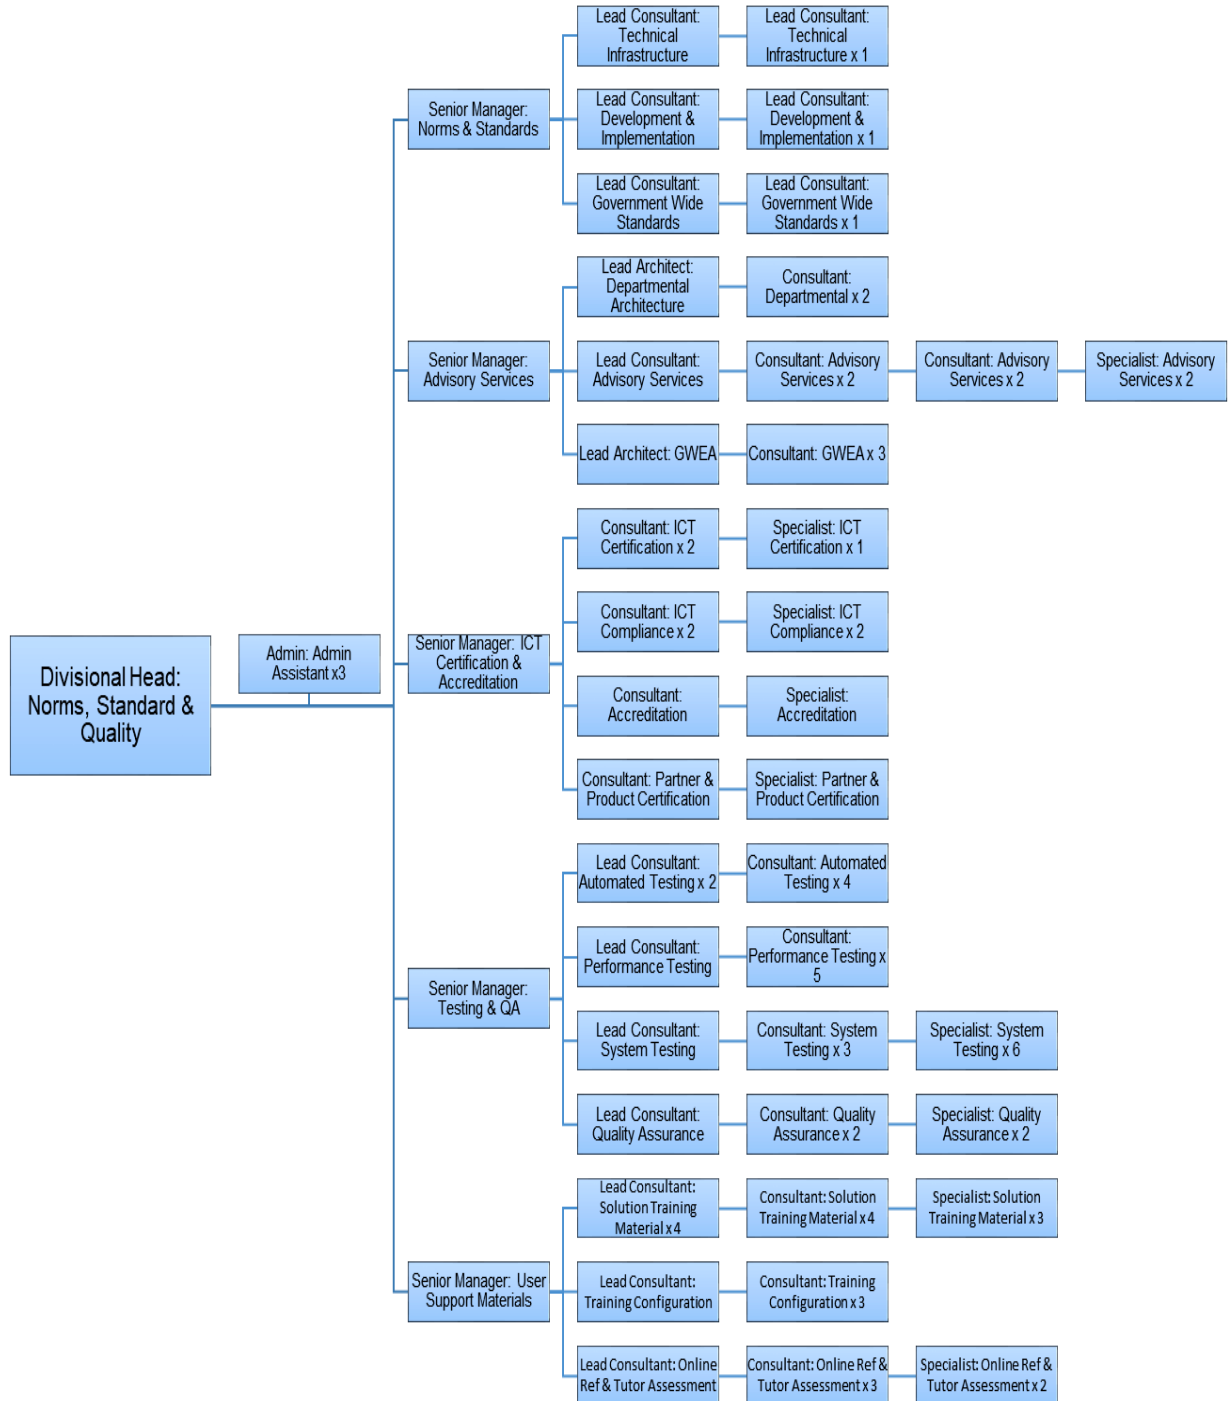 Divisional Head:
Norms, Standard &
Quality
Admin: Admin
Assistant x3
Senior Manager:
Norms & Standards
Lead Consultant:
Technical
Infrastructure
Lead Consultant:
Technical
Infrastructure x 1
Lead Consultant:
Development &
Implementation
Lead Consultant:
Development &
Implementation x 1
Lead Consultant:
Government Wide
Standards
Lead Consultant:
Government Wide
Standards x 1
Senior Manager:
Advisory Services
Lead Architect:
Departmental
Architecture
Consultant:
Departmental x 2
Lead Consultant:
Advisory Services
Consultant: Advisory
Services x 2
Consultant: Advisory
Services x 2
Specialist: Advisory
Services x 2
Lead Architect: GWEA
Consultant: GWEA x 3
Senior Manager: ICT
Certification &
Accreditation
Consultant: ICT
Certification x 2
Specialist: ICT
Certification x 1
Consultant: ICT
Compliance x 2
Specialist: ICT
Compliance x 2
Consultant:
Accreditation
Specialist:
Accreditation
Consultant: Partner &
Product Certification
Specialist: Partner &
Product Certification
Senior Manager:
Testing & QA
Lead Consultant:
Automated Testing x 2
Consultant: Automated
Testing x 4
Lead Consultant:
Performance Testing
Consultant:
Performance Testing x
5
Lead Consultant:
System Testing
Consultant: System
Testing x 3
Specialist: System
Testing x 6
Lead Consultant:
Quality Assurance
Consultant: Quality
Assurance x 2
Specialist: Quality
Assurance x 2
Senior Manager: User
Support Materials
Lead Consultant:
Solution Training
Material x 4
Consultant: Solution
Training Material x 4
Specialist: Solution
Training Material x 3
Lead Consultant:
Training Configuration
Consultant: Training
Configuration x 3
Lead Consultant: Online
Ref & Tutor Assessment
Consultant: Online Ref &
Tutor Assessment x 3
Specialist: Online Ref &
Tutor Assessment x 2